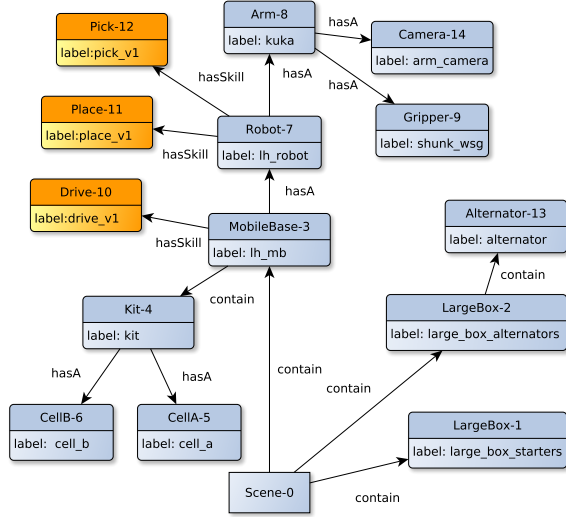 Arm-8
label: kuka
Pick-12
label:pick_v1
hasA
Camera-14
label: arm_camera
hasSkill
hasA
hasA
Place-11
label:place_v1
Gripper-9
label: shunk_wsg
Robot-7
label: lh_robot
hasSkill
Drive-10
label:drive_v1
hasA
MobileBase-3
label: lh_mb
Alternator-13
label: alternator
hasSkill
contain
contain
Kit-4
label: kit
LargeBox-2
label: large_box_alternators
hasA
hasA
contain
contain
CellB-6
label:  cell_b
CellA-5
label: cell_a
LargeBox-1
label: large_box_starters
Scene-0
contain